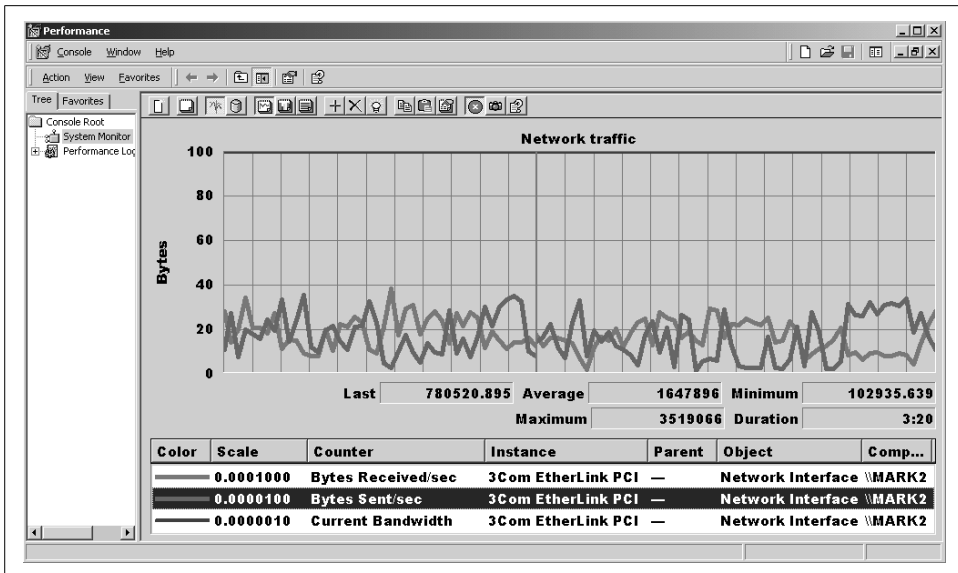 Performance
Console Window Help
Action View Favorites
Tree Favorites
Console Root
System Monitor
Performance Log
Network traffic
100
80
60
40
20
0
Bytes
Last 780520.895 Average 1647896 Minimum 102935.639
Maximum 3519066 Duration 3:20
Color Scale Counter Instance Parent Object Comp...
0.0001000 Bytes Received/sec 3Com EtherLink PCI — Network Interface \\MARK2
0.0000100 Bytes Sent/sec 3Com EtherLink PCI — Network Interface \\MARK2
0.0000010 Current Bandwidth 3Com EtherLink PCI — Network Interface \\MARK2